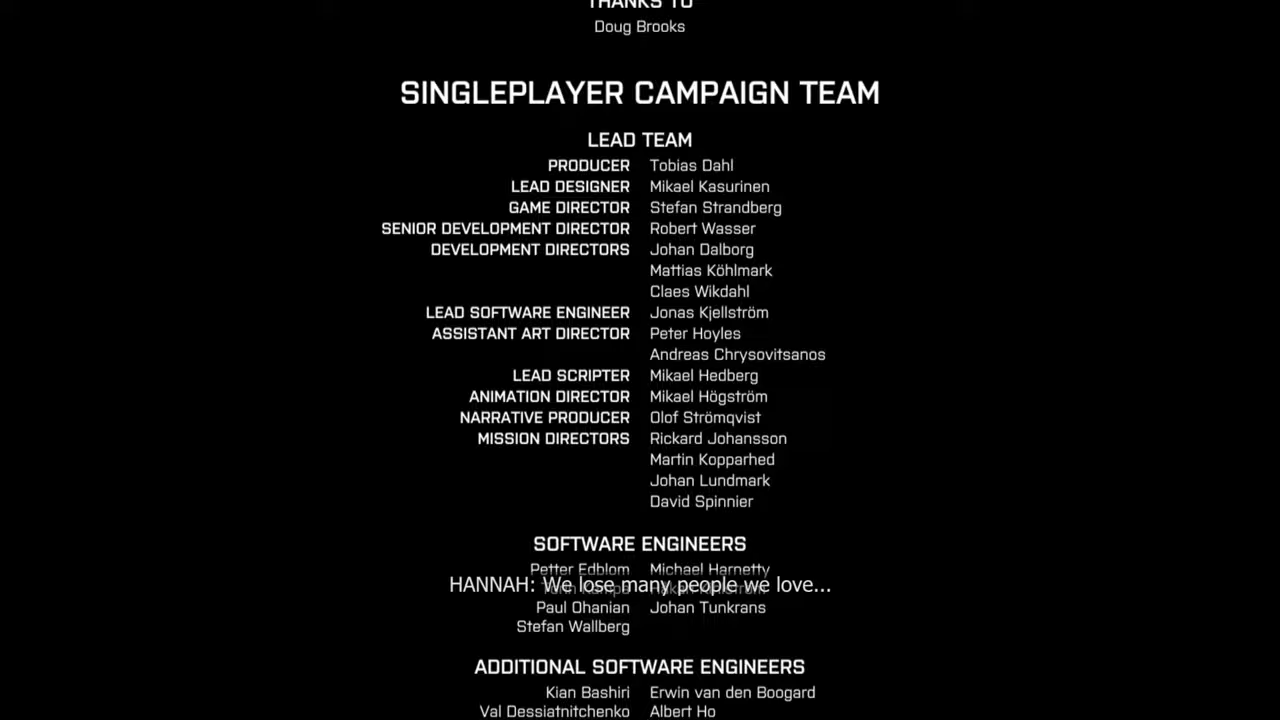 THANKS TO
Doug Brooks
SINGLEPLAYER CAMPAIGN TEAM
LEAD TEAM
PRODUCER Tobias Dahl
LEAD DESIGNER Mikael Kasurinen
GAME DIRECTOR Stefan Strandberg
SENIOR DEVELOPMENT DIRECTOR Robert Wasser
DEVELOPMENT DIRECTORS Johan Dalborg
Mattias Köhlmark
Claes Wikdahl
LEAD SOFTWARE ENGINEER Jonas Kjellström
ASSISTANT ART DIRECTOR Peter Hoyles
Andreas Chrysovitsanos
LEAD SCRIPTER Mikael Hedberg
ANIMATION DIRECTOR Mikael Högström
NARRATIVE PRODUCER Olof Strömqvist
MISSION DIRECTORS Rickard Johansson
Martin Kopparhed
Johan Lundmark
David Spinnier
SOFTWARE ENGINEERS
Petter Edblom Michael Harnetty
HANNAH: We lose many people we love...
Paul Ohanian Johan Tunkrans
Stefan Wallberg
ADDITIONAL SOFTWARE ENGINEERS
Kian Bashiri Erwin van den Boogard
Val Dessiatnitchenko Albert Ho